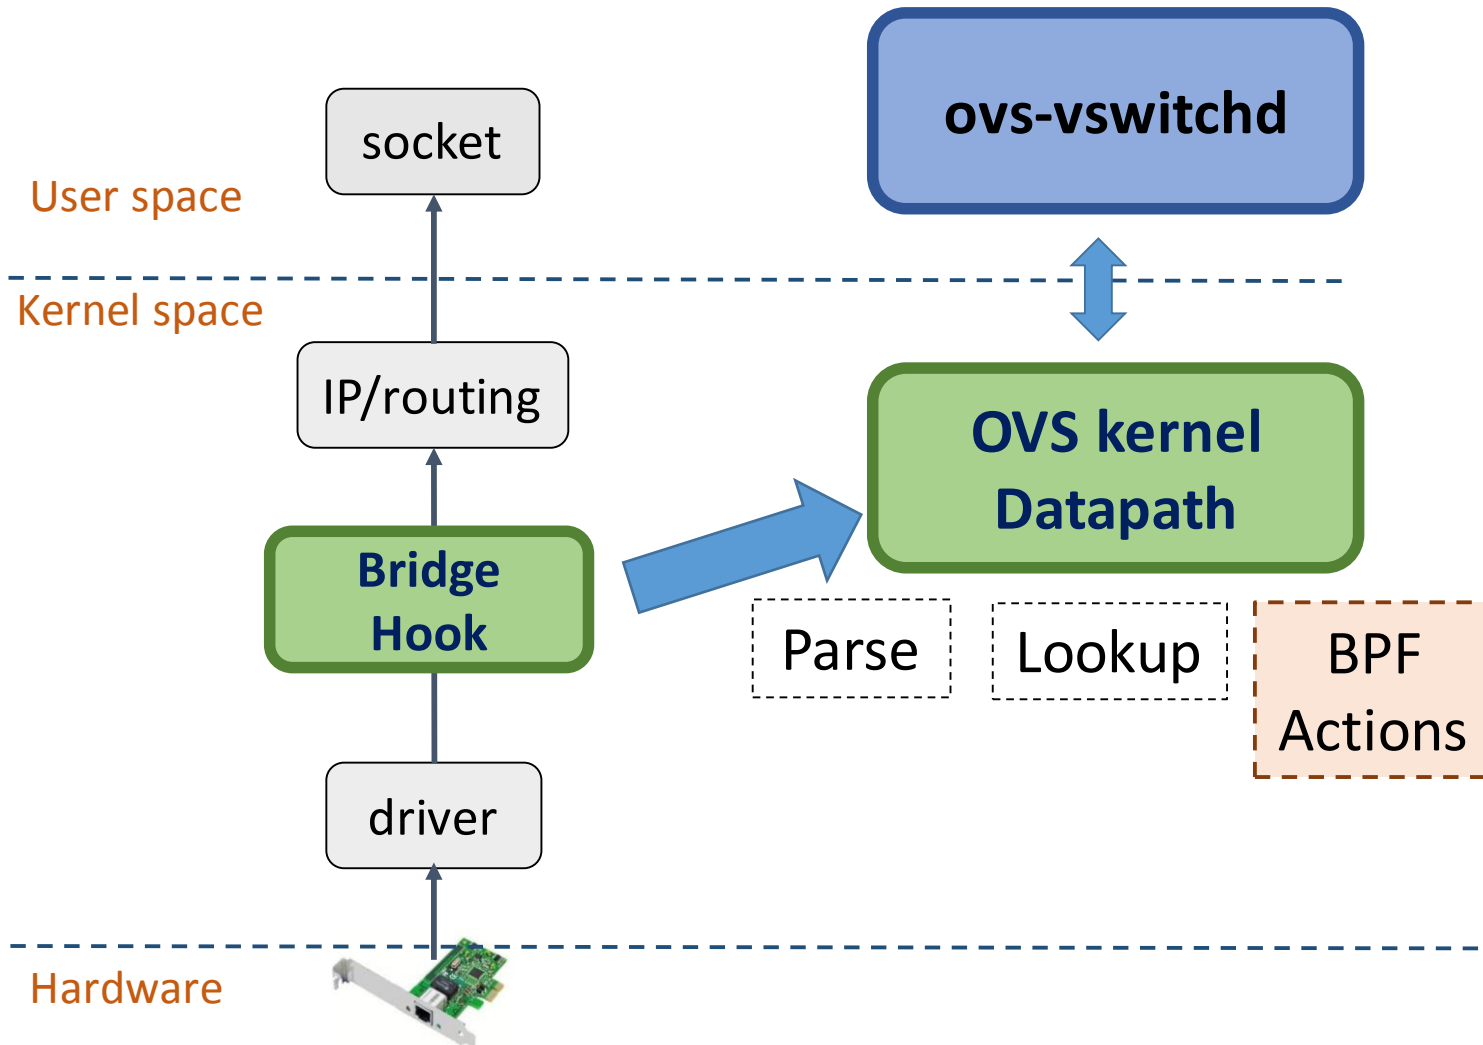 ovs-vswitchd
socket
User space
Kernel space
IP/routing
OVS kernel
Datapath
Bridge
Hook
Parse
Lookup
BPF
Actions
driver
Hardware